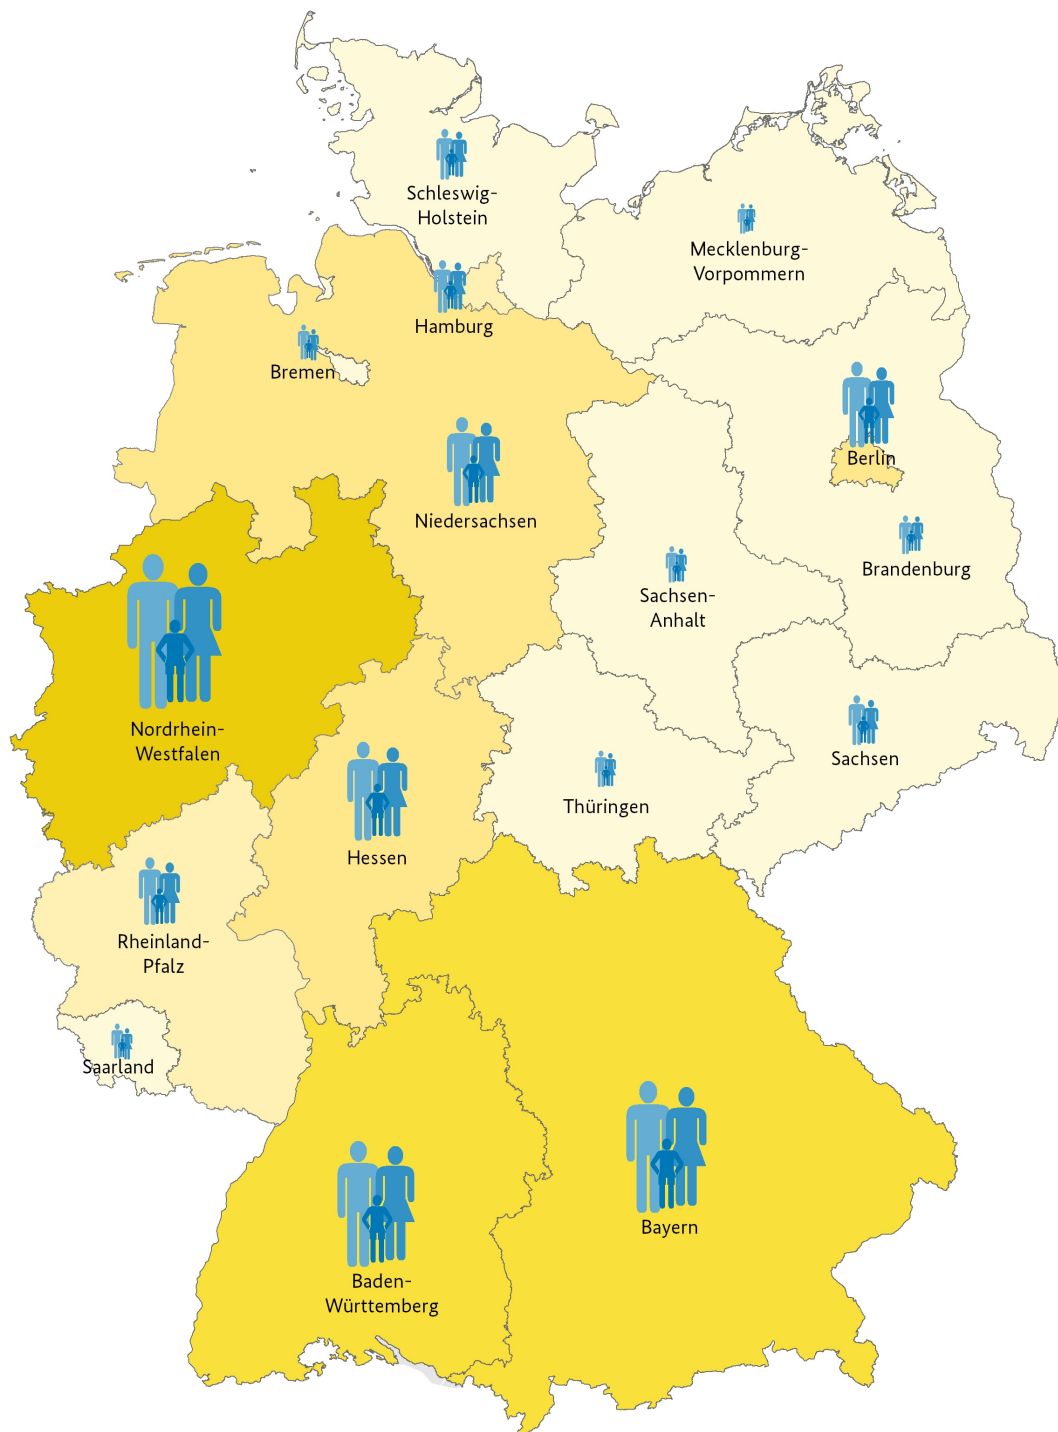 Schleswig-
Holstein
Mecklenburg-
Vorpommern
Hamburg
Bremen
Berlin
Niedersachsen
Brandenburg
Sachsen-
Anhalt
Nordrhein-
Westfalen
Sachsen
Thüringen
Hessen
Rheinland-
Pfalz
Saarland
Bayern
Baden-
Württemberg